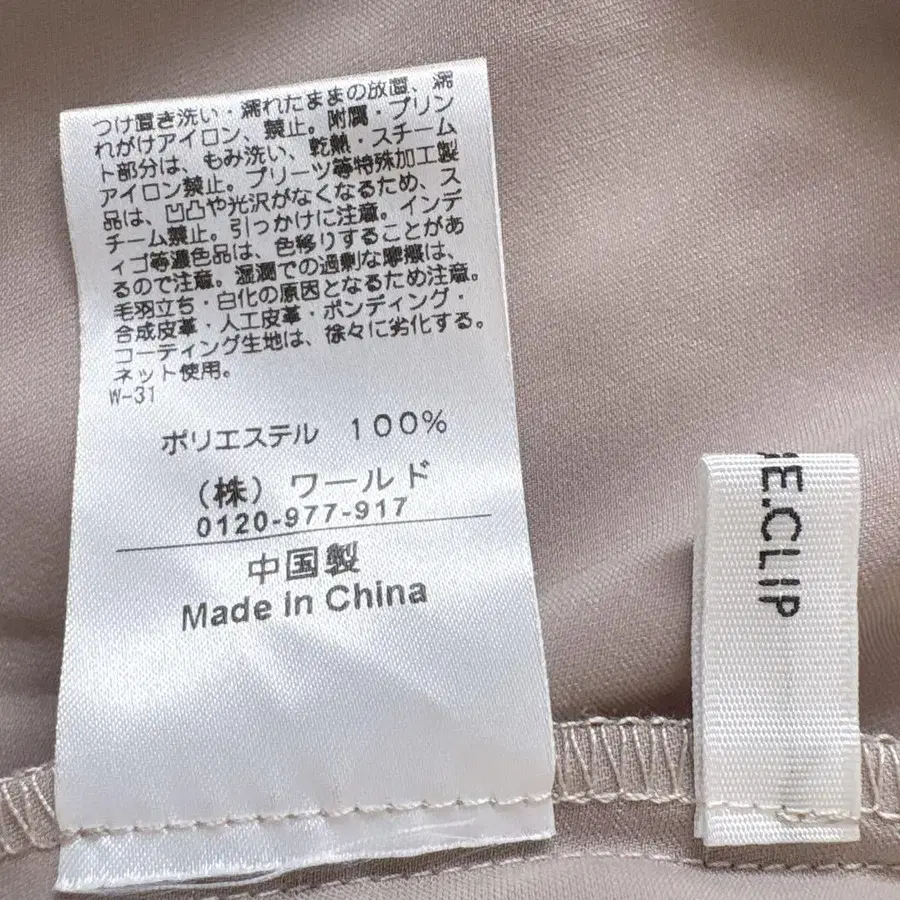 つけ置き洗い・濡れたままの放置、濡
れがけアイロン、禁止。附属・プリン
ト部分は、もみ洗い、乾熱・スチーム
アイロン禁止。プリーツ等特殊加工製
品は、凹凸や光沢がなくなるため、ス
チーム禁止。引っかけに注意。インデ
ィゴ等濃色品は、色移りすることがあ
るので注意。湿潤での過剰な摩擦は、
毛羽立ち・白化の原因となるため注意。
合成皮革・人工皮革・ボンディング・
コーティング生地は、徐々に劣化する。
ネット使用。
W-31
ポリエステル 100%
（株）ワールド
0120-977-917
中国製
Made in China
E.CLIP